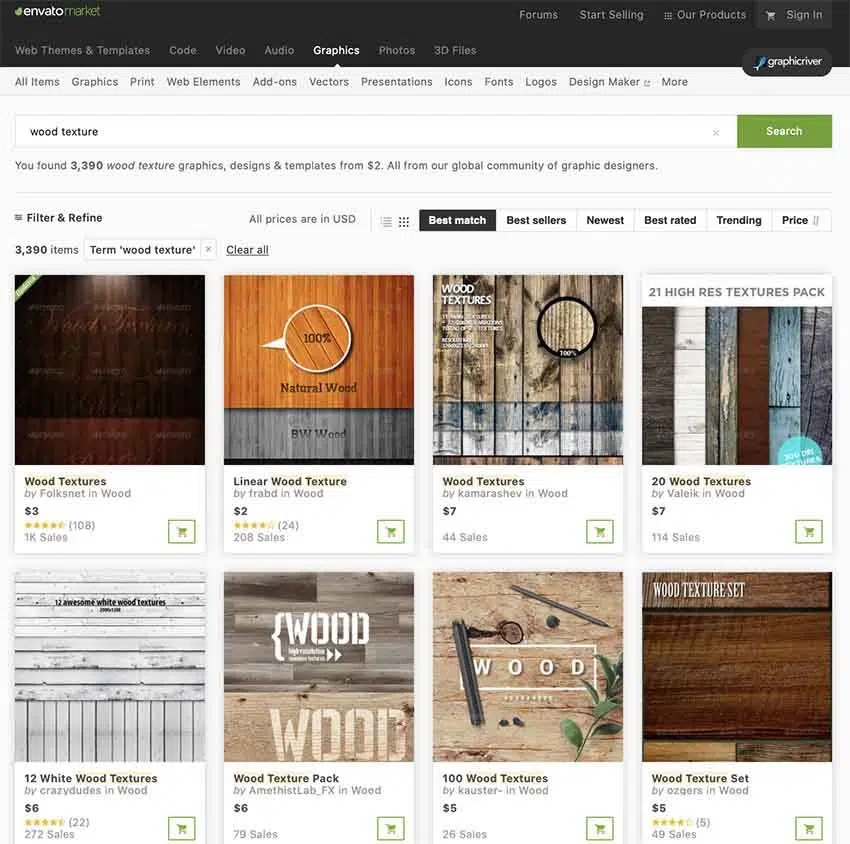 envatomarket
Forums Start Selling Our Products Sign In
Web Themes & Templates Code Video Audio Graphics Photos 3D Files
graphicriver
All Items Graphics Print Web Elements Add-ons Vectors Presentations Icons Fonts Logos Design Maker More
wood texture × Search
You found 3,390 wood texture graphics, designs & templates from $2. All from our global community of graphic designers.
Filter & Refine All prices are in USD Best match Best sellers Newest Best rated Trending Price
3,390 items Term 'wood texture' × Clear all
100%
Natural Wood
BW Wood
WOOD
TEXTURES
100%
21 HIGH RES TEXTURES PACK
300 DPI
TEXTURES
Wood Textures
by Folksnet in Wood
$3
(108)
1K Sales
Linear Wood Texture
by frabd in Wood
$2
(24)
208 Sales
Wood Textures
by kamarashev in Wood
$7
44 Sales
20 Wood Textures
by Valeik in Wood
$7
114 Sales
12 awesome white wood textures
{WOOD
high resolution
WOOD
WOOD
WOOD TEXTURE SET
12 White Wood Textures
by crazydudes in Wood
$6
(22)
272 Sales
Wood Texture Pack
by AmethistLab_FX in Wood
$6
79 Sales
100 Wood Textures
by kauster- in Wood
$5
26 Sales
Wood Texture Set
by ozgers in Wood
$5
(5)
49 Sales